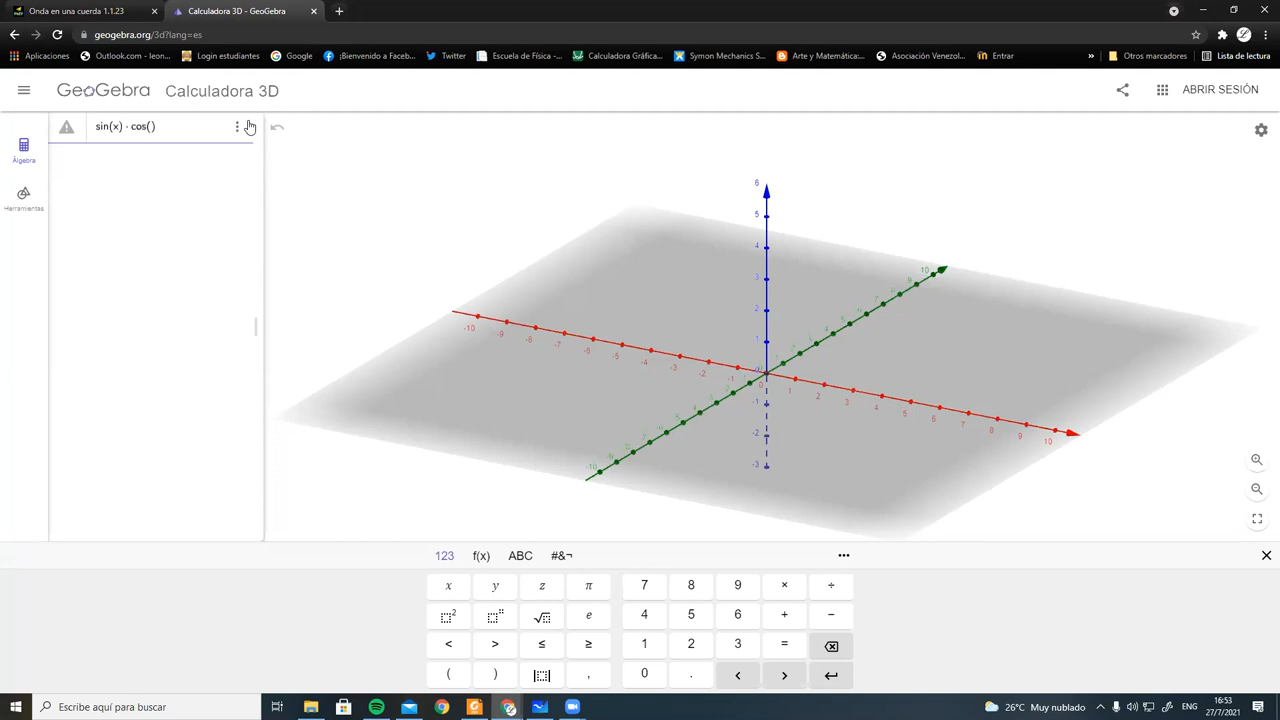 Onda en una cuerda 1.1.23
Calculadora 3D - GeoGebra
geogebra.org/3d?lang=es
Aplicaciones
Outlook.com - leon...
Login estudiantes
Google
¡Bienvenido a Faceb...
Twitter
Escuela de Física -...
Calculadora Gráfica...
Symon Mechanics S...
Arte y Matemática:...
Asociación Venezol...
Entrar
»
Otros marcadores
Lista de lectura
GeoGebra
Calculadora 3D
ABRIR SESIÓN
sin(x) · cos()
Álgebra
Herramientas
6
5
4
3
2
1
0
-1
-2
-3
-10 -9 -8 -7 -6 -5 -4 -3 -2 -1 0 1 2 3 4 5 6 7 8 9 10
10
9
-10
123 f(x) ABC #&¬ •••
x y z π 7 8 9 × ÷
e 4 5 6 + −
< > ≤ ≥ 1 2 3 =
( ) , 0 . < >
Escribe aquí para buscar
26°C Muy nublado
ENG
16:53
27/7/2021